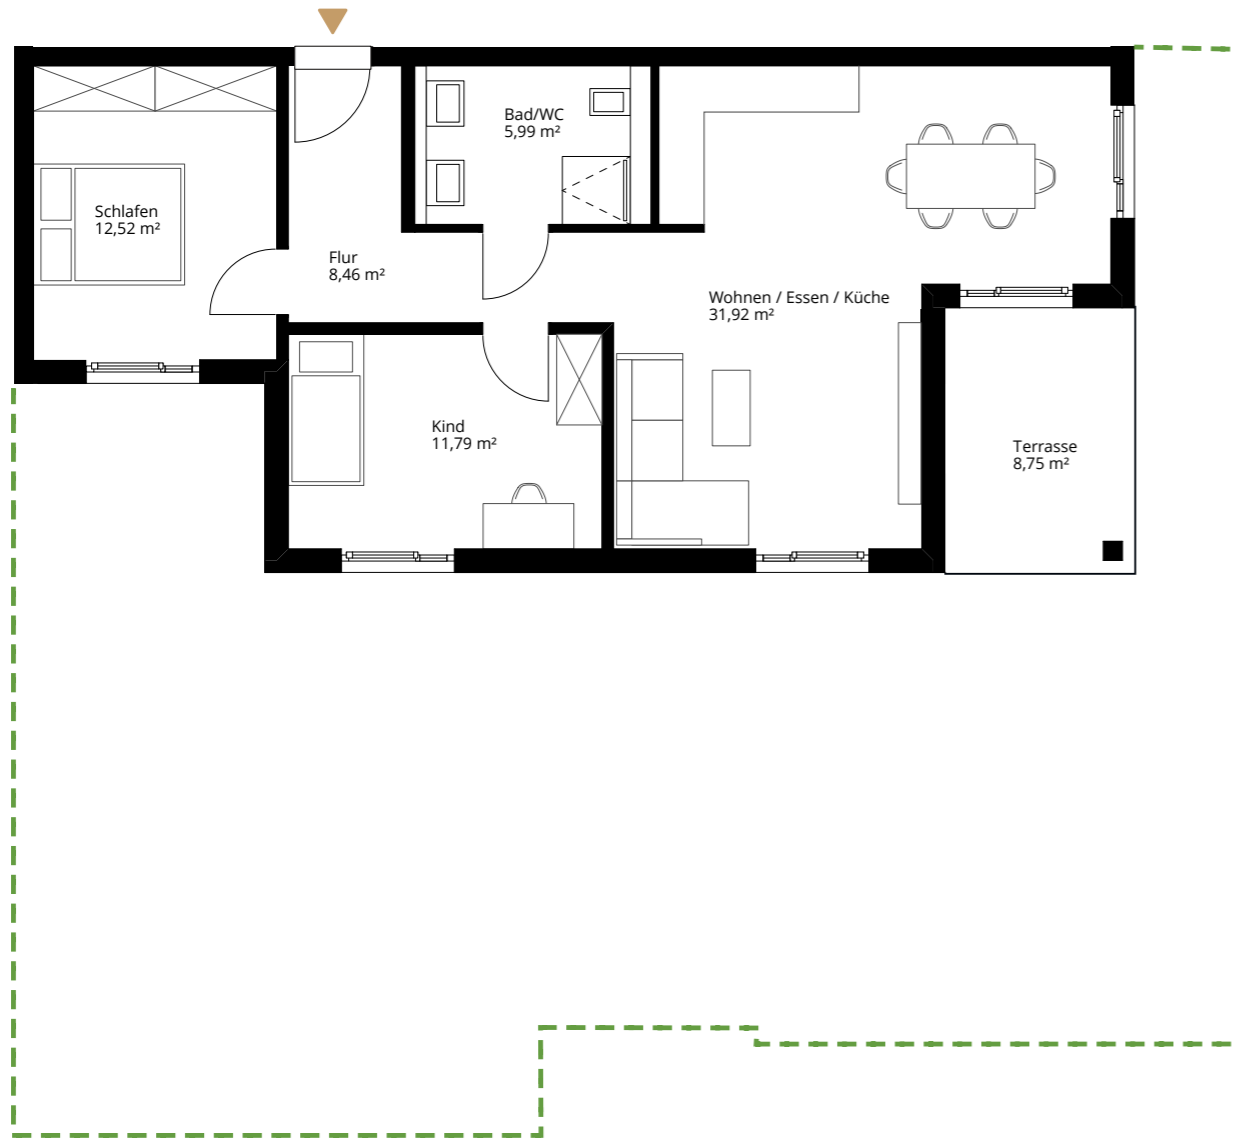 Bad/WC
5,99 m²
Schlafen
12,52 m²
Flur
8,46 m²
Wohnen / Essen / Küche
31,92 m²
Kind
11,79 m²
Terrasse
8,75 m²